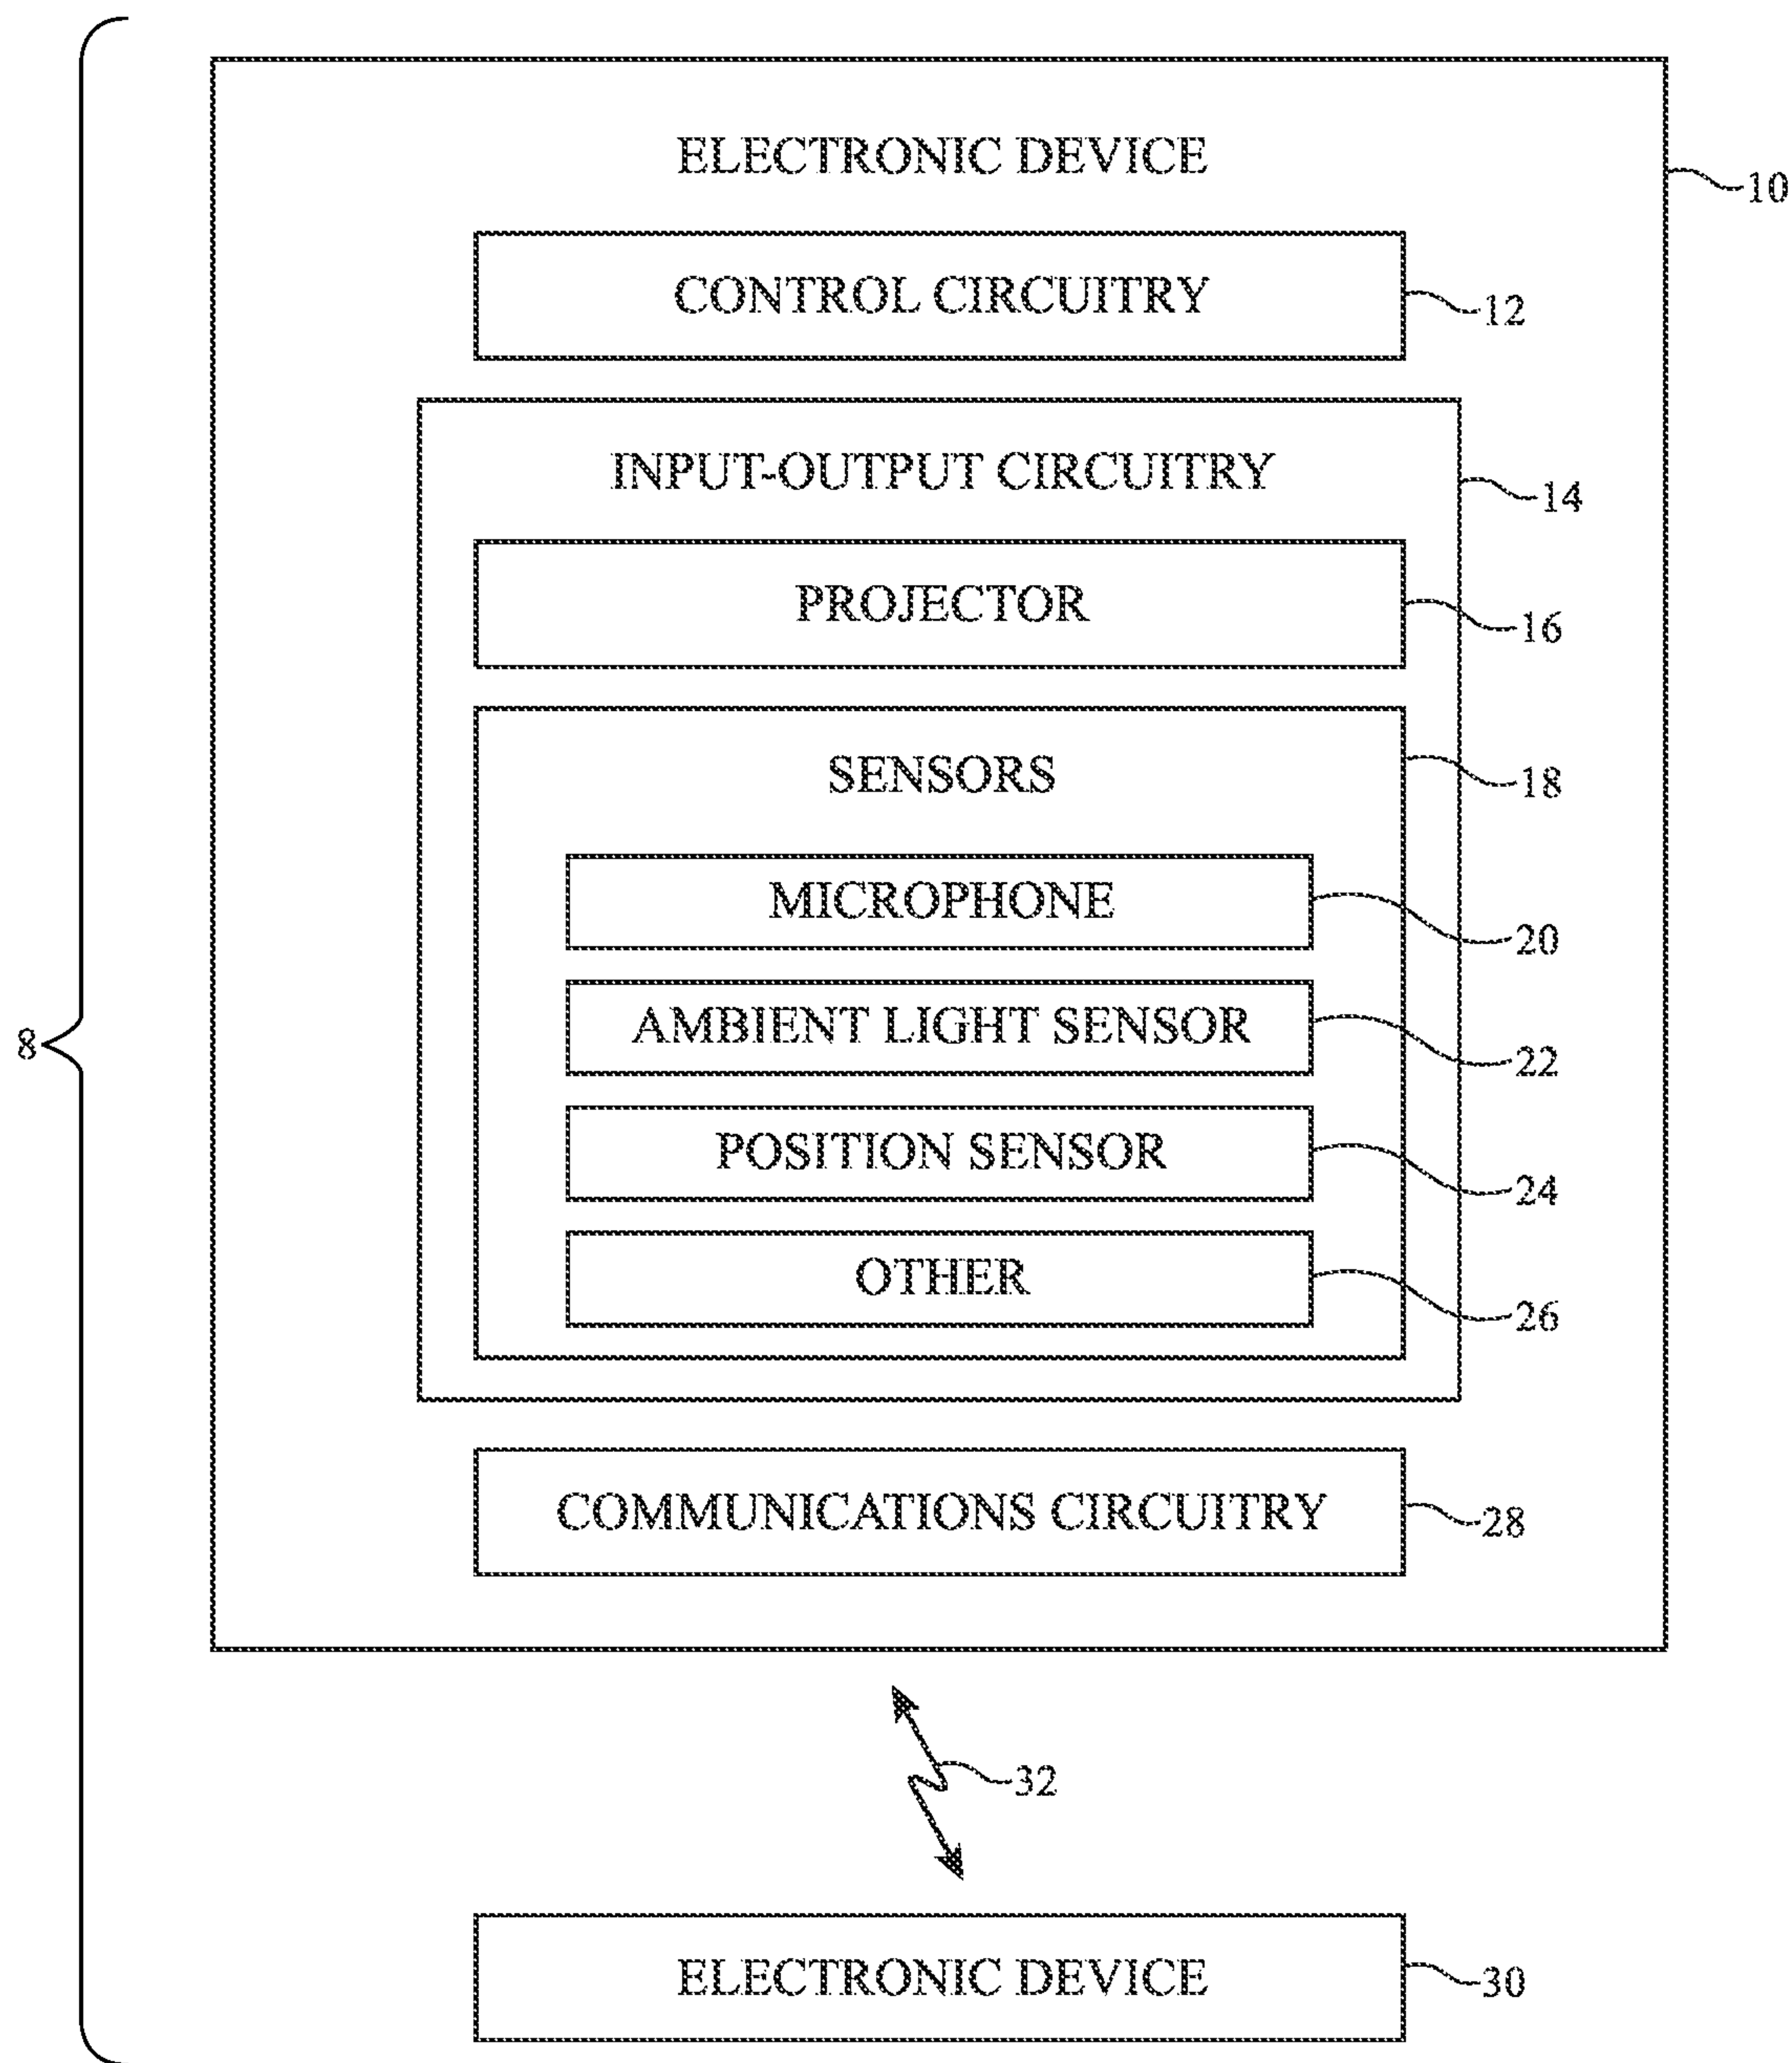 ELECTRONIC DEVICE
10
CONTROL CIRCUITRY
12
INPUT-OUTPUT CIRCUITRY
14
PROJECTOR
16
SENSORS
18
MICROPHONE
20
AMBIENT LIGHT SENSOR
22
8
POSITION SENSOR
24
OTHER
26
COMMUNICATIONS CIRCUITRY
28
32
ELECTRONIC DEVICE
30